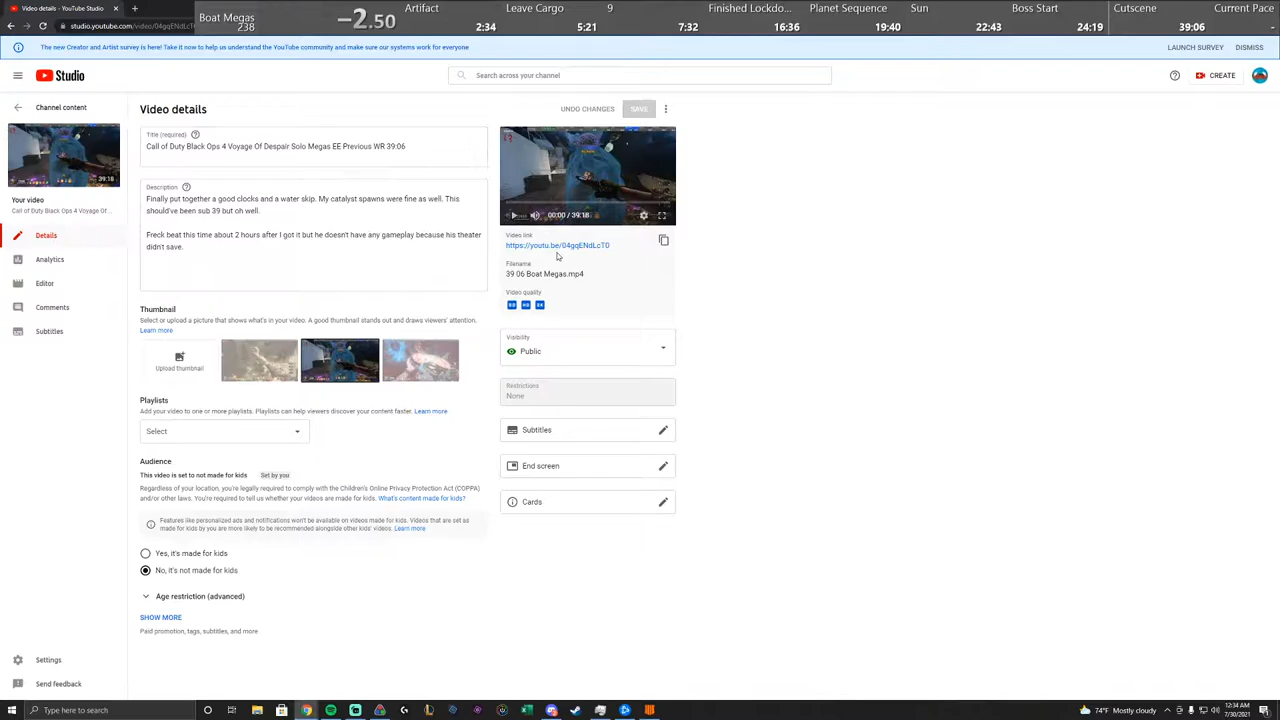 Video details - YouTube Studio
studio.youtube.com/video/04gqENdLcT
Boat Megas
238
−2.50
Artifact
2:34
Leave Cargo
5:21
9
7:32
Finished Lockdo...
16:36
Planet Sequence
19:40
Sun
22:43
Boss Start
24:19
Cutscene
39:06
Current Pace
-
The new Creator and Artist survey is here! Take it now to help us understand the YouTube community and make sure our systems work for everyone
LAUNCH SURVEY
DISMISS
Studio
Search across your channel
CREATE
Channel content
39:18
Your video
Call of Duty Black Ops 4 Voyage Of ...
Details
Analytics
Editor
Comments
Subtitles
Settings
Send feedback
Video details
UNDO CHANGES
SAVE
Title (required)
Call of Duty Black Ops 4 Voyage Of Despair Solo Megas EE Previous WR 39:06
Description
Finally put together a good clocks and a water skip. My catalyst spawns were fine as well. This
should've been sub 39 but oh well.
Freck beat this time about 2 hours after I got it but he doesn't have any gameplay because his theater
didn't save.
Thumbnail
Select or upload a picture that shows what's in your video. A good thumbnail stands out and draws viewers' attention.
Learn more
Upload thumbnail
Playlists
Add your video to one or more playlists. Playlists can help viewers discover your content faster. Learn more
Select
Audience
This video is set to not made for kids
Set by you
Regardless of your location, you're legally required to comply with the Children's Online Privacy Protection Act (COPPA)
and/or other laws. You're required to tell us whether your videos are made for kids. What's content made for kids?
Features like personalized ads and notifications won't be available on videos made for kids. Videos that are set as
made for kids by you are more likely to be recommended alongside other kids' videos. Learn more
Yes, it's made for kids
No, it's not made for kids
Age restriction (advanced)
SHOW MORE
Paid promotion, tags, subtitles, and more
00:00 / 39:18
Video link
https://youtu.be/04gqENdLcT0
Filename
39 06 Boat Megas.mp4
Video quality
SD HD
Visibility
Public
Restrictions
None
Subtitles
End screen
Cards
Type here to search
74°F Mostly cloudy
12:34 AM
7/30/2021